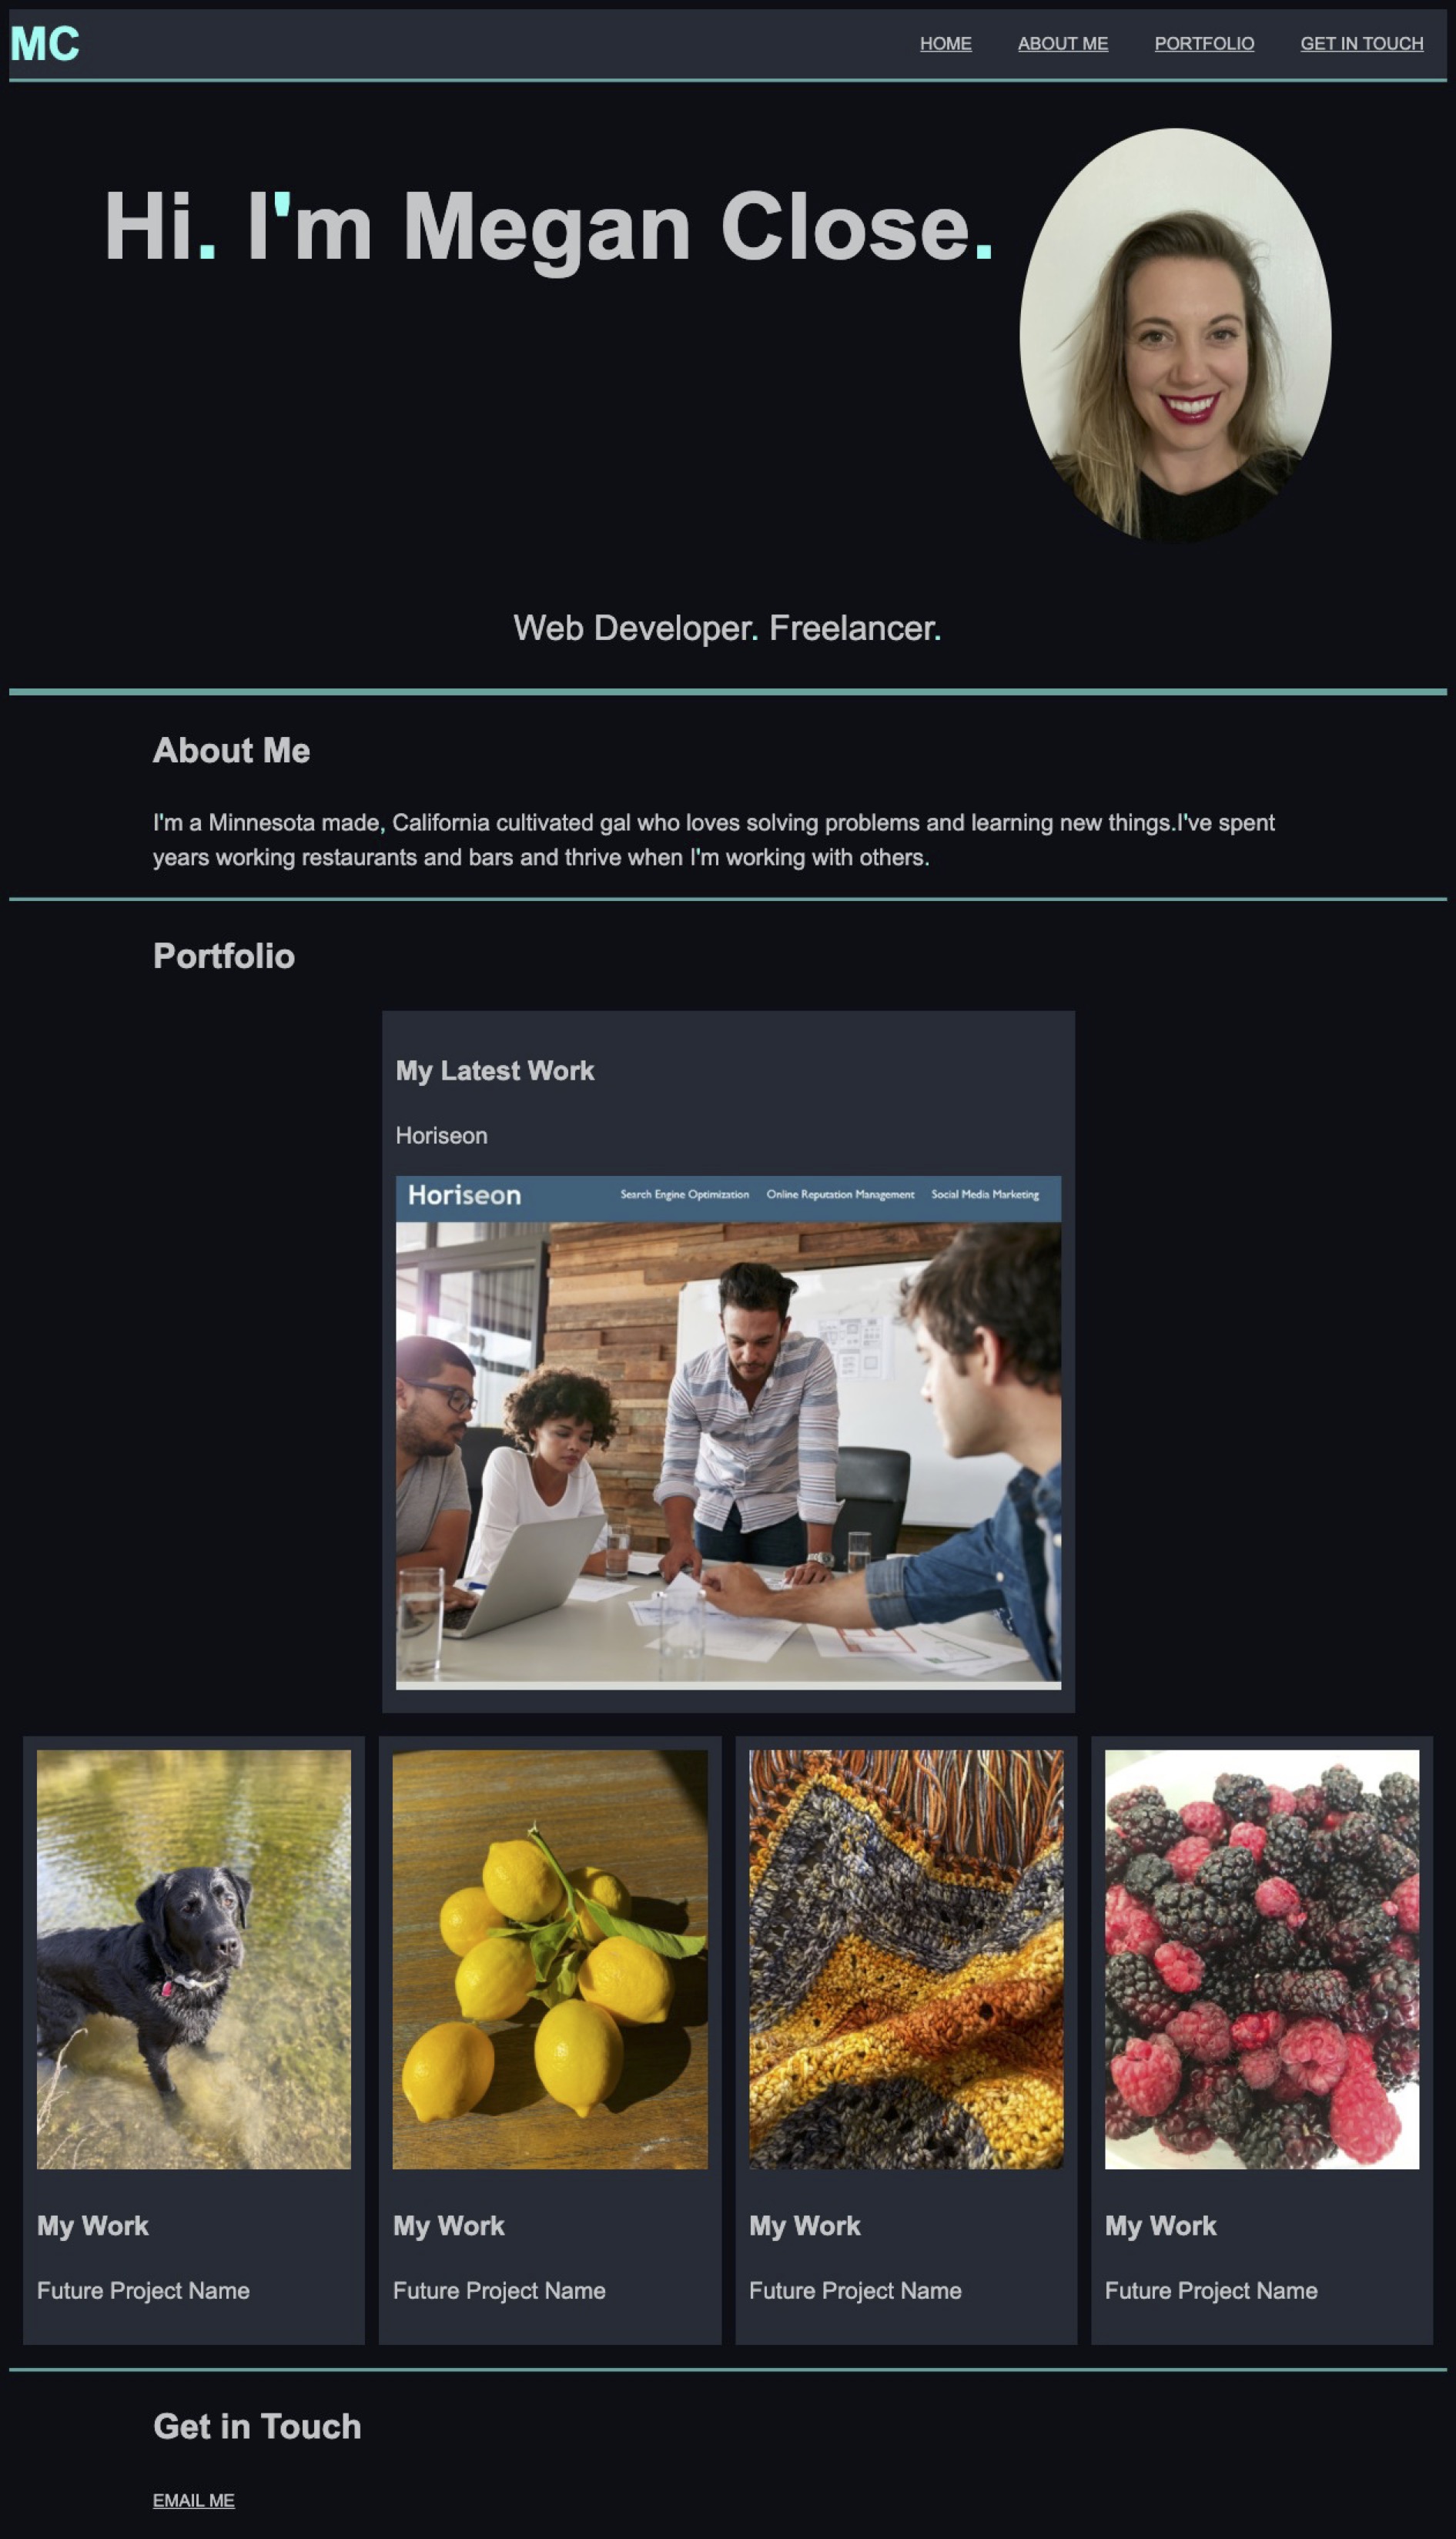 MC
HOME ABOUT ME PORTFOLIO GET IN TOUCH
Hi. I'm Megan Close.
Web Developer. Freelancer.
About Me
I'm a Minnesota made, California cultivated gal who loves solving problems and learning new things.I've spent
years working restaurants and bars and thrive when I'm working with others.
Portfolio
My Latest Work
Horiseon
Horiseon Search Engine Optimization Online Reputation Management Social Media Marketing
My Work My Work My Work My Work
Future Project Name Future Project Name Future Project Name Future Project Name
Get in Touch
EMAIL ME